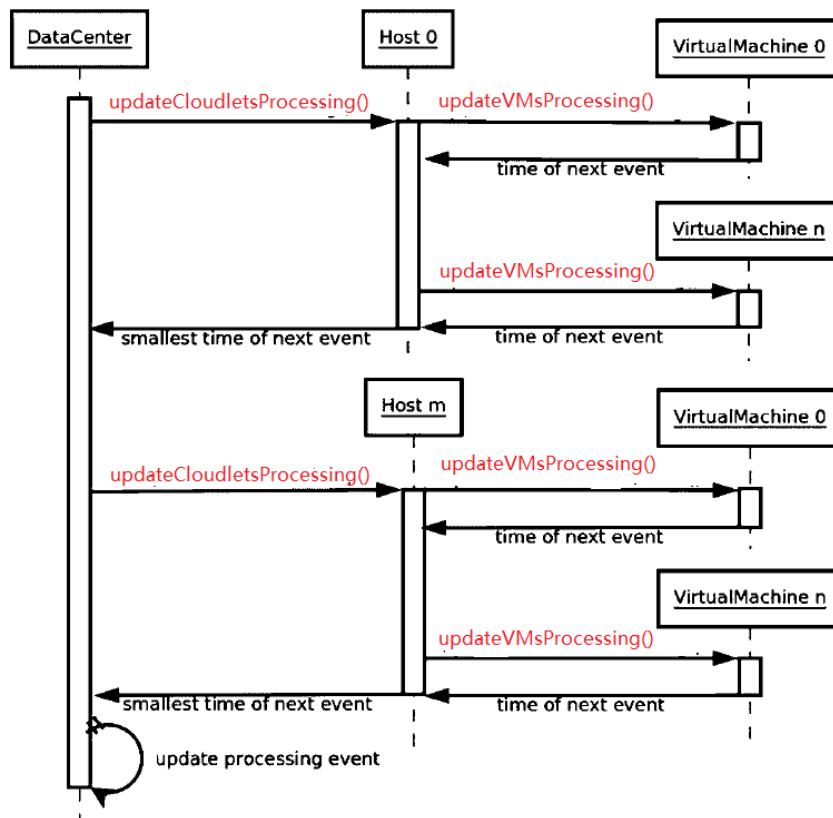 DataCenter
Host 0
VirtualMachine 0
updateCloudletsProcessing()
updateVMsProcessing()
time of next event
VirtualMachine n
updateVMsProcessing()
smallest time of next event
time of next event
Host m
VirtualMachine 0
updateCloudletsProcessing()
updateVMsProcessing()
time of next event
VirtualMachine n
updateVMsProcessing()
smallest time of next event
time of next event
update processing event